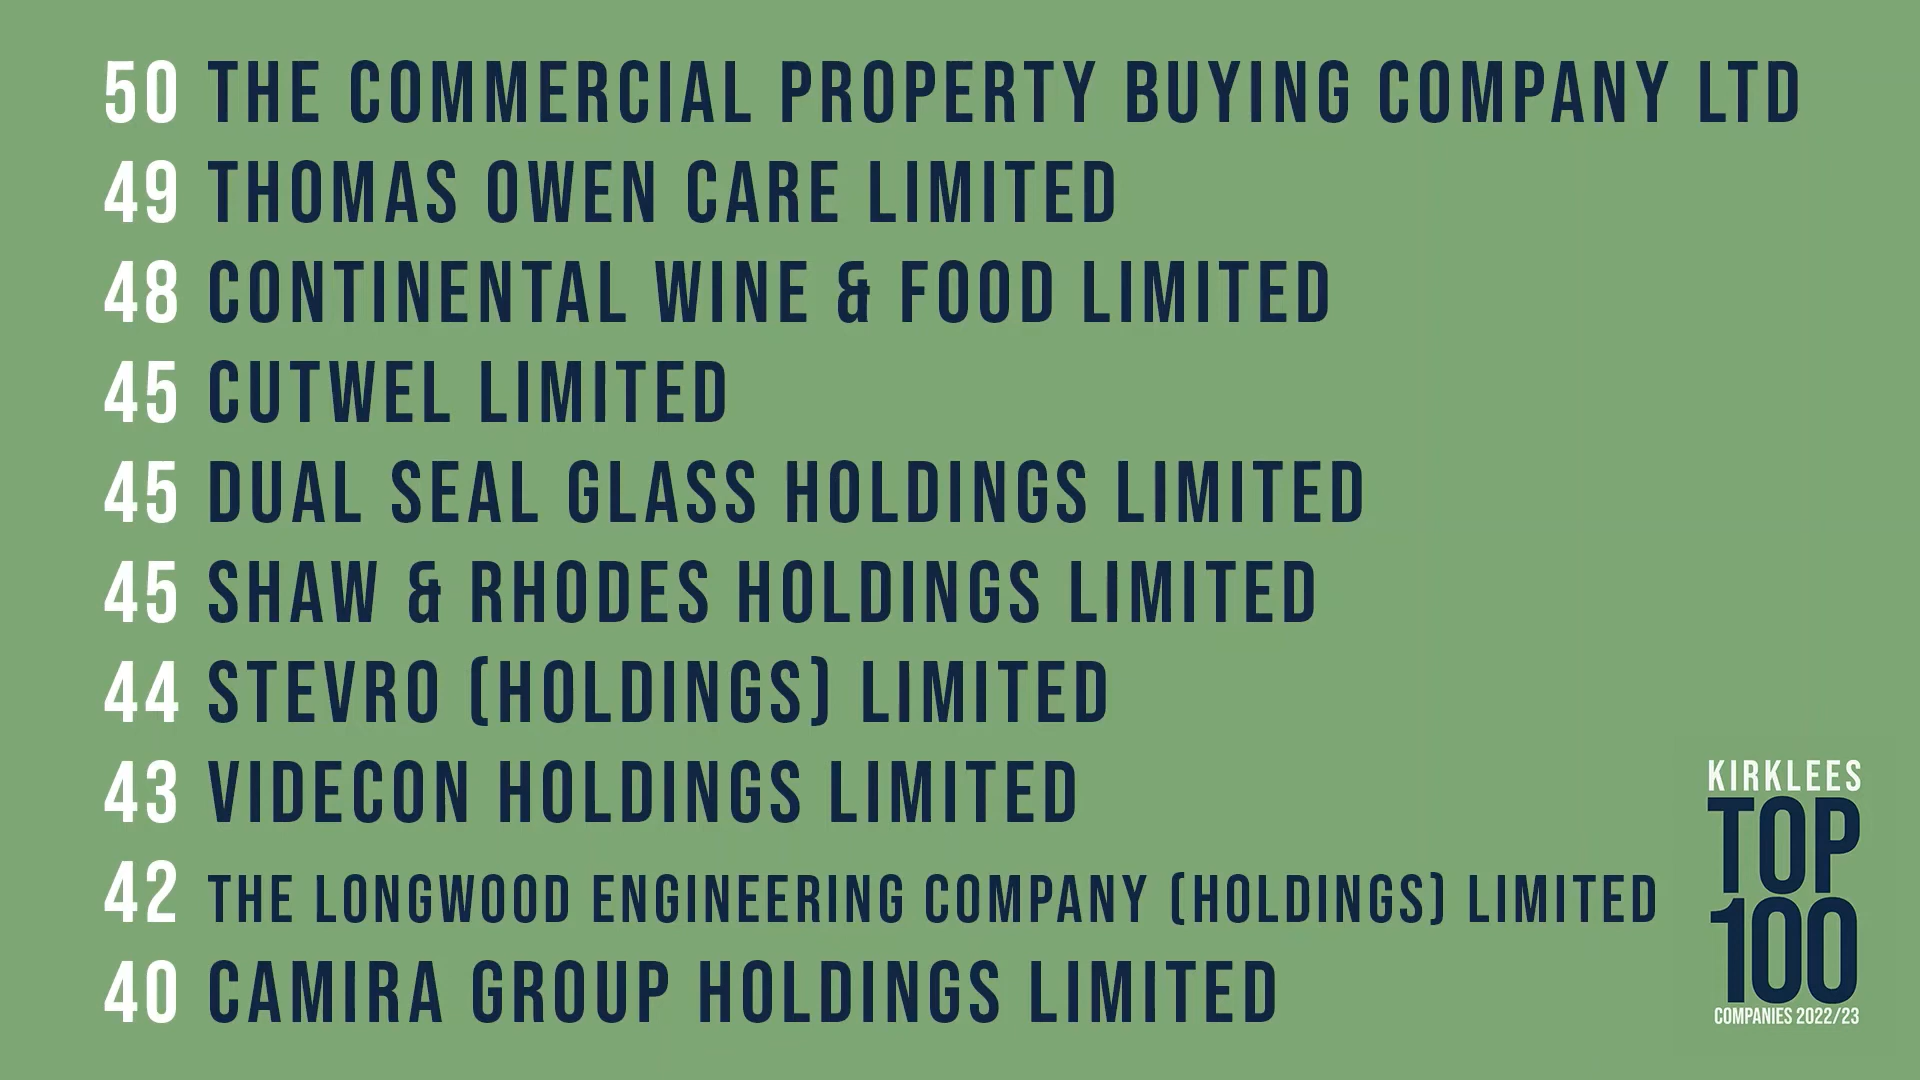 50 THE COMMERCIAL PROPERTY BUYING COMPANY LTD
49 THOMAS OWEN CARE LIMITED
48 CONTINENTAL WINE & FOOD LIMITED
45 CUTWEL LIMITED
45 DUAL SEAL GLASS HOLDINGS LIMITED
45 SHAW & RHODES HOLDINGS LIMITED
44 STEVRO (HOLDINGS) LIMITED
43 VIDECON HOLDINGS LIMITED
42 THE LONGWOOD ENGINEERING COMPANY (HOLDINGS) LIMITED
40 CAMIRA GROUP HOLDINGS LIMITED
KIRKLEES
TOP
100
COMPANIES 2022/23